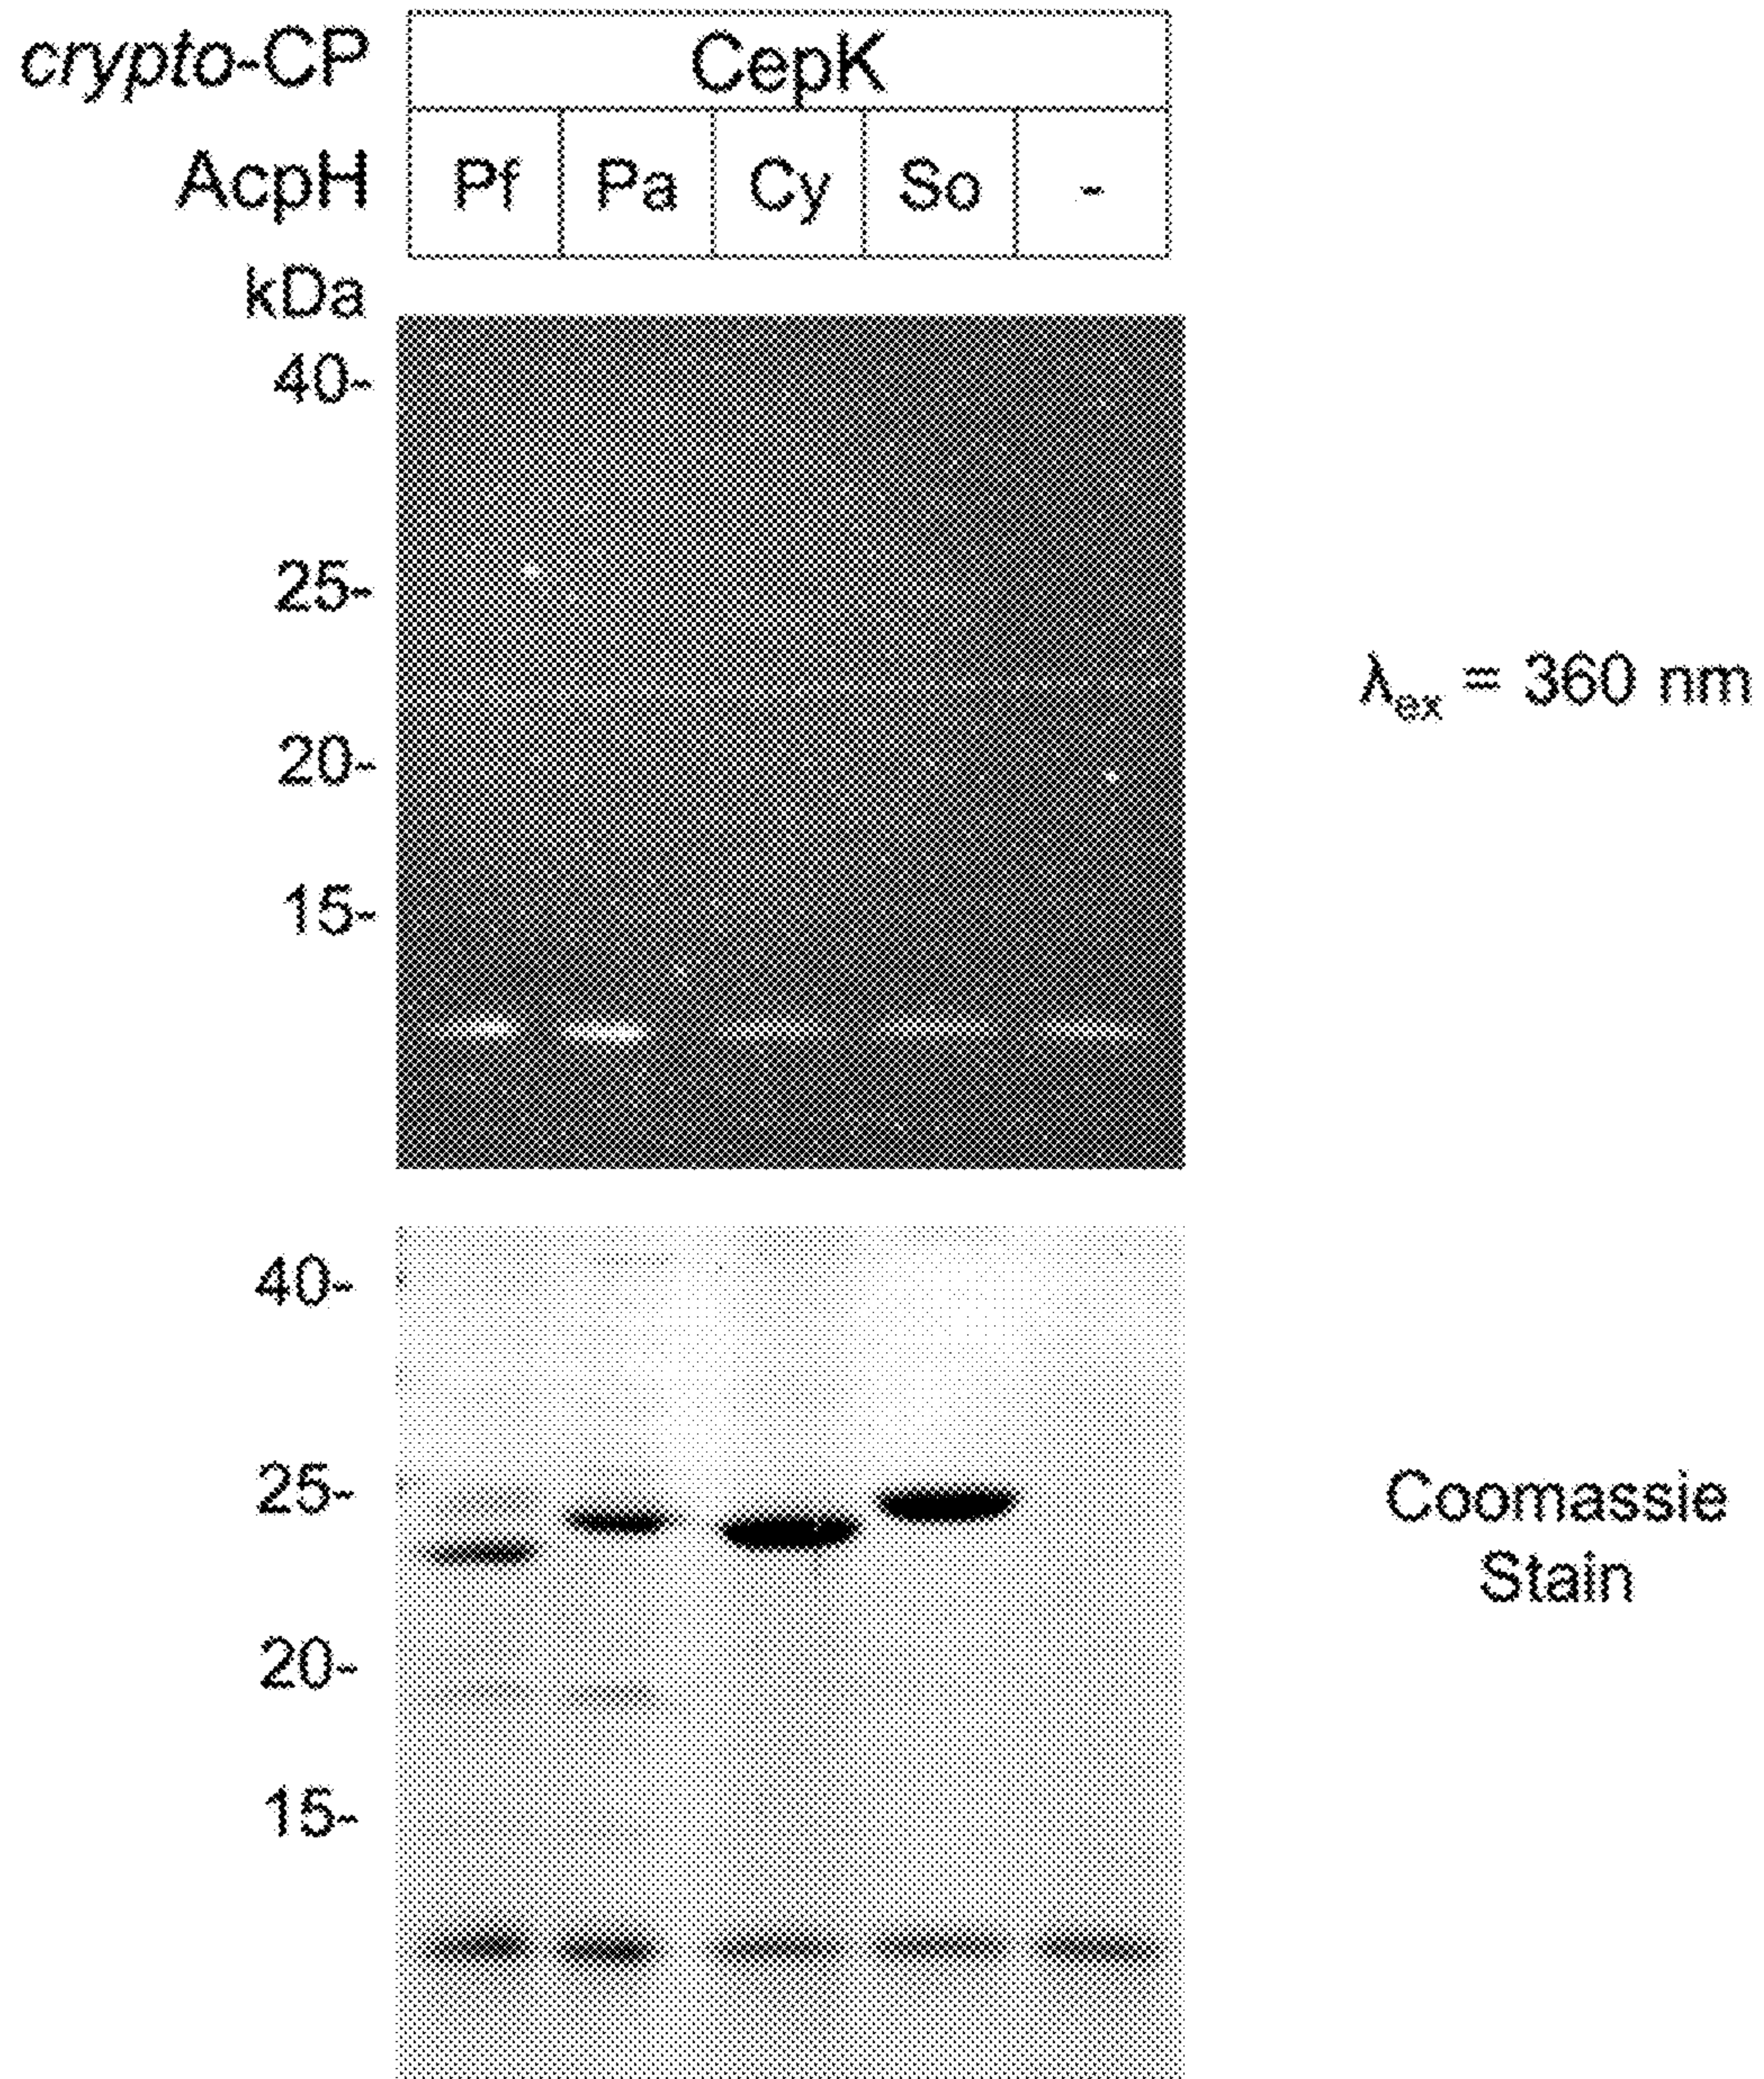 crypto-CP CepK
AcpH Pf Pa Cy So -
kDa
40-
25-
20-
15-
λex = 360 nm
40-
25-
20-
15-
Coomassie
Stain